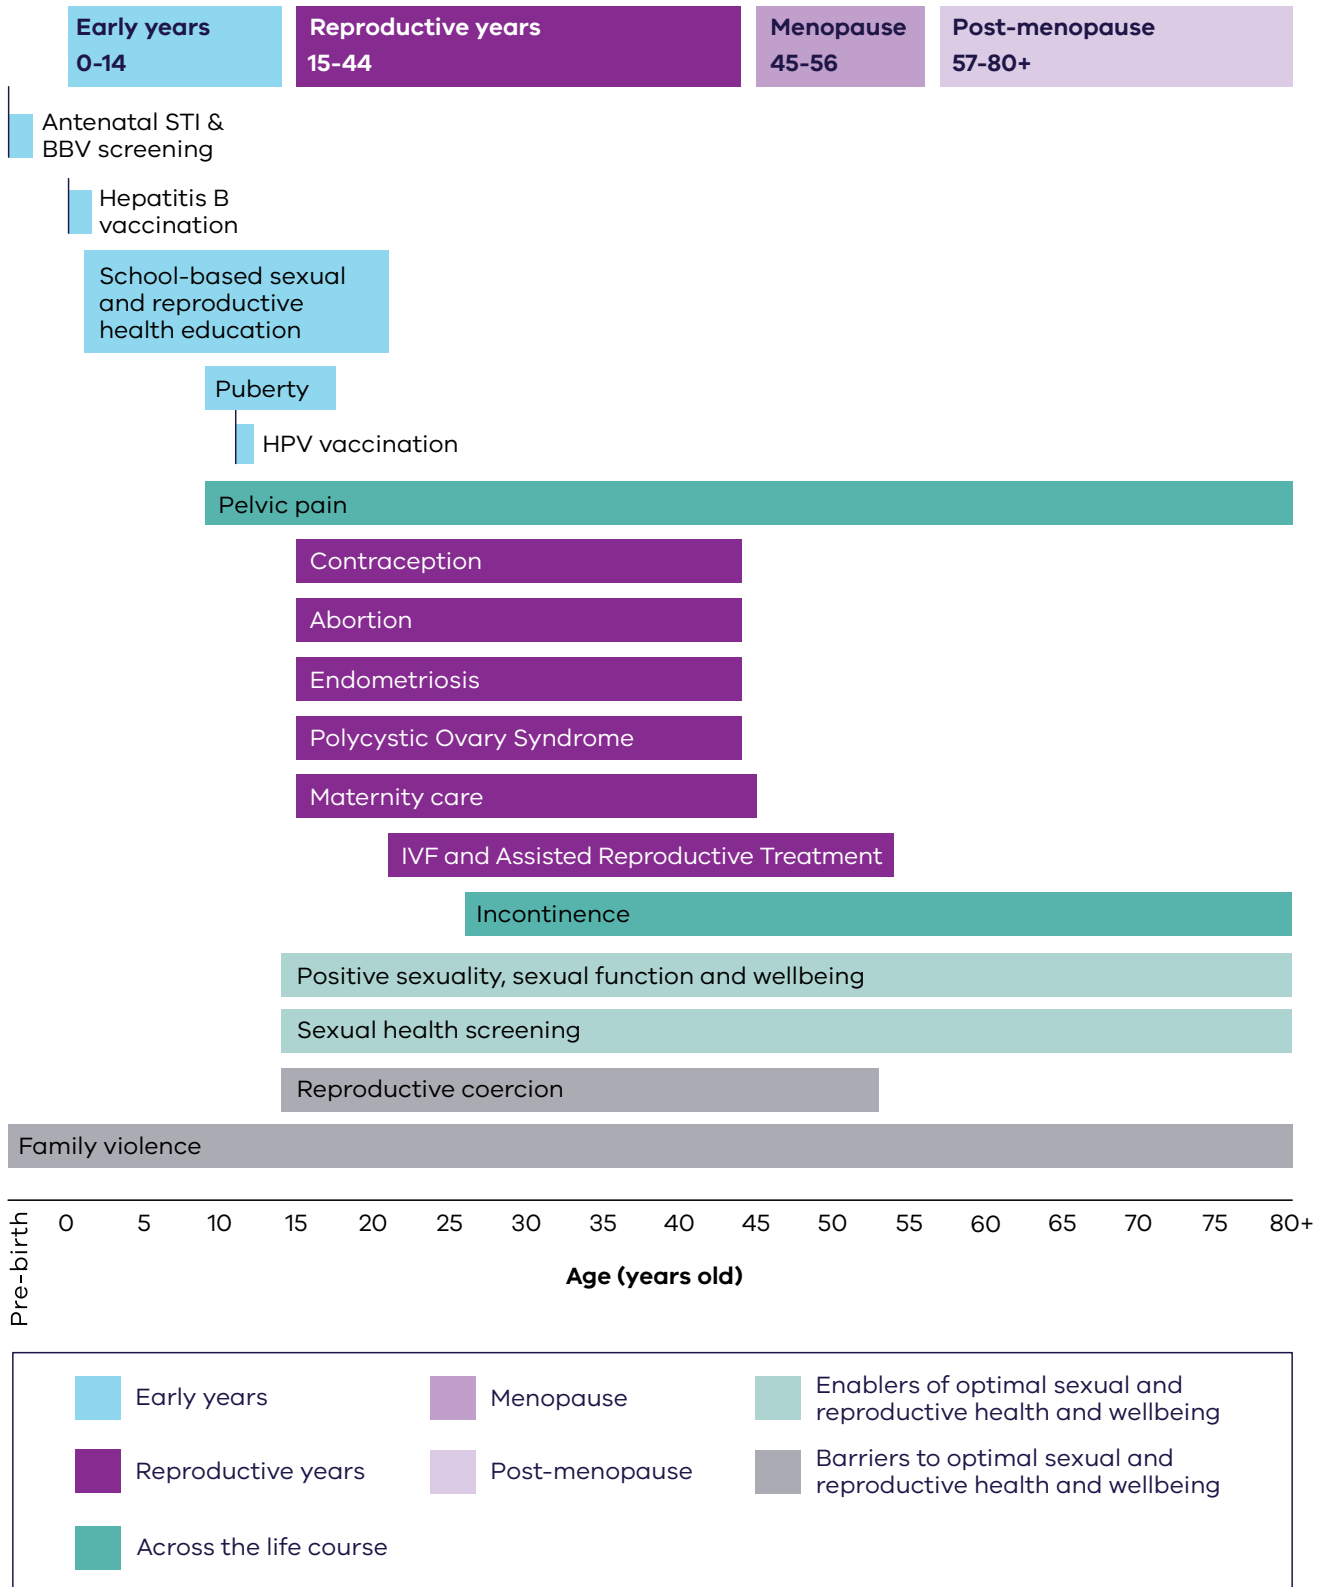 Early years
0-14
Reproductive years
15-44
Menopause
45-56
Post-menopause
57-80+
Antenatal STI &
BBV screening
Hepatitis B
vaccination
School-based sexual
and reproductive
health education
Puberty
HPV vaccination
Pelvic pain
Contraception
Abortion
Endometriosis
Polycystic Ovary Syndrome
Maternity care
IVF and Assisted Reproductive Treatment
Incontinence
Positive sexuality, sexual function and wellbeing
Sexual health screening
Reproductive coercion
Family violence
Pre-birth
0 5 10 15 20 25 30 35 40 45 50 55 60 65 70 75 80+
Age (years old)
Early years
Reproductive years
Across the life course
Menopause
Post-menopause
Enablers of optimal sexual and
reproductive health and wellbeing
Barriers to optimal sexual and
reproductive health and wellbeing